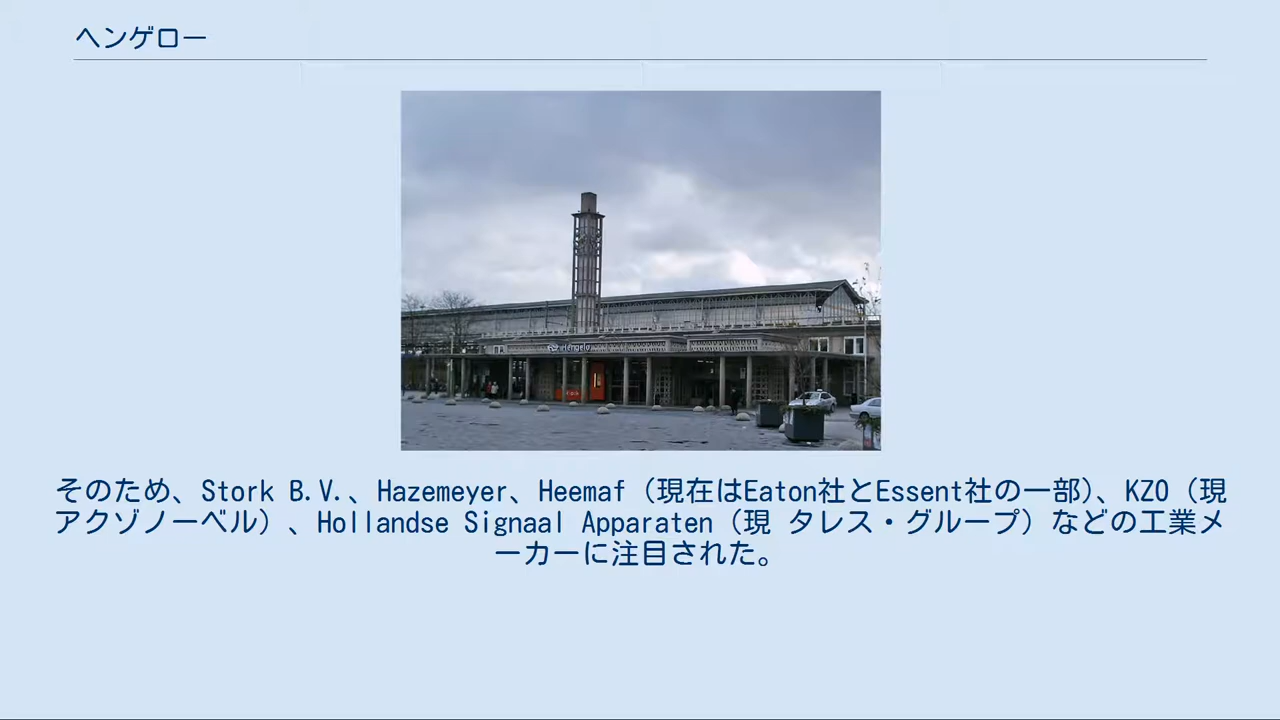 ヘンゲロー
Hengelo
そのため、Stork B.V.、Hazemeyer、Heemaf（現在はEaton社とEssent社の一部)、KZO（現
アクゾノーベル）、Hollandse Signaal Apparaten（現 タレス・グループ）などの工業メ
ーカーに注目された。